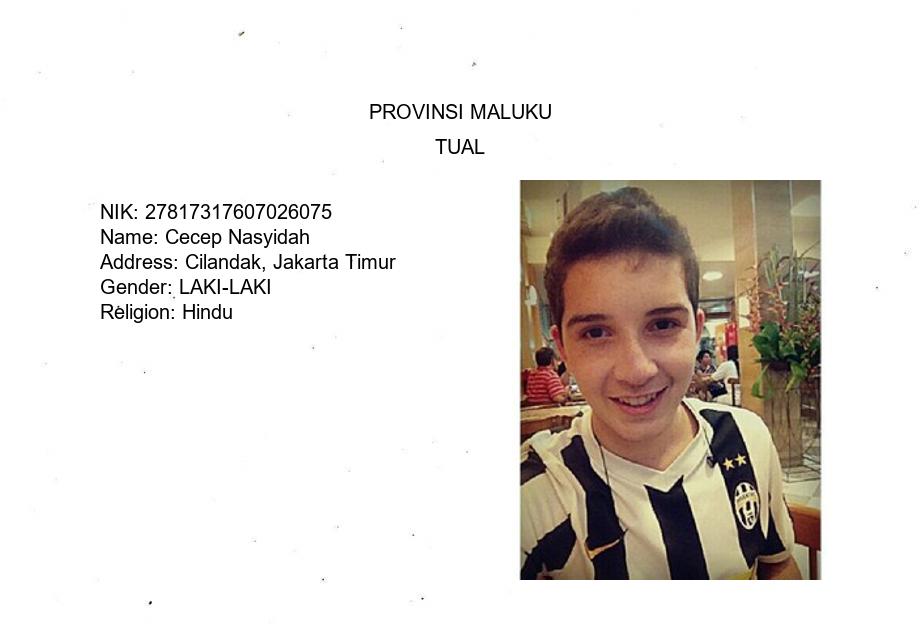 PROVINSI MALUKU
TUAL
NIK: 27817317607026075
Name: Cecep Nasyidah
Address: Cilandak, Jakarta Timur
Gender: LAKI-LAKI
Religion: Hindu